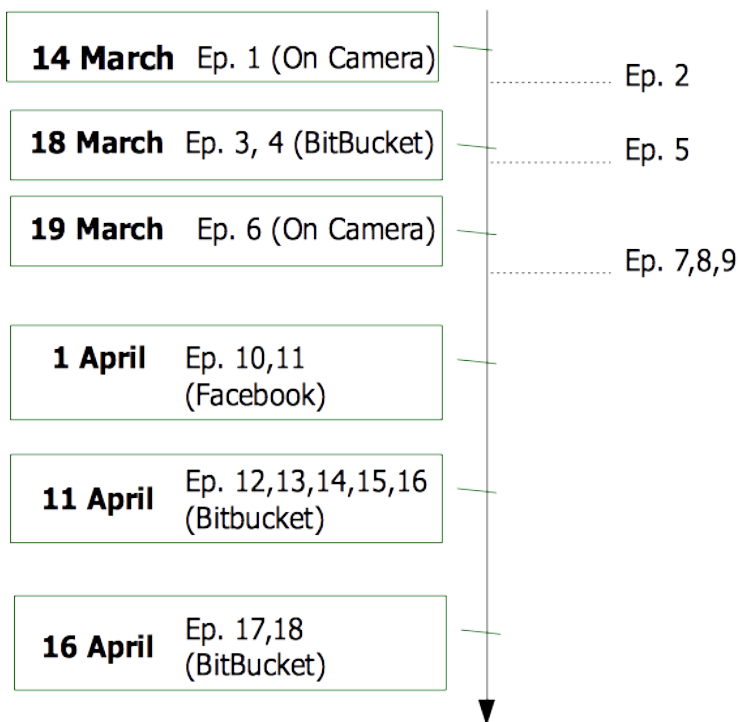 14 March Ep. 1 (On Camera)
Ep. 2
18 March Ep. 3, 4 (BitBucket)
Ep. 5
19 March Ep. 6 (On Camera)
Ep. 7,8,9
1 April Ep. 10,11
(Facebook)
11 April Ep. 12,13,14,15,16
(Bitbucket)
16 April Ep. 17,18
(BitBucket)